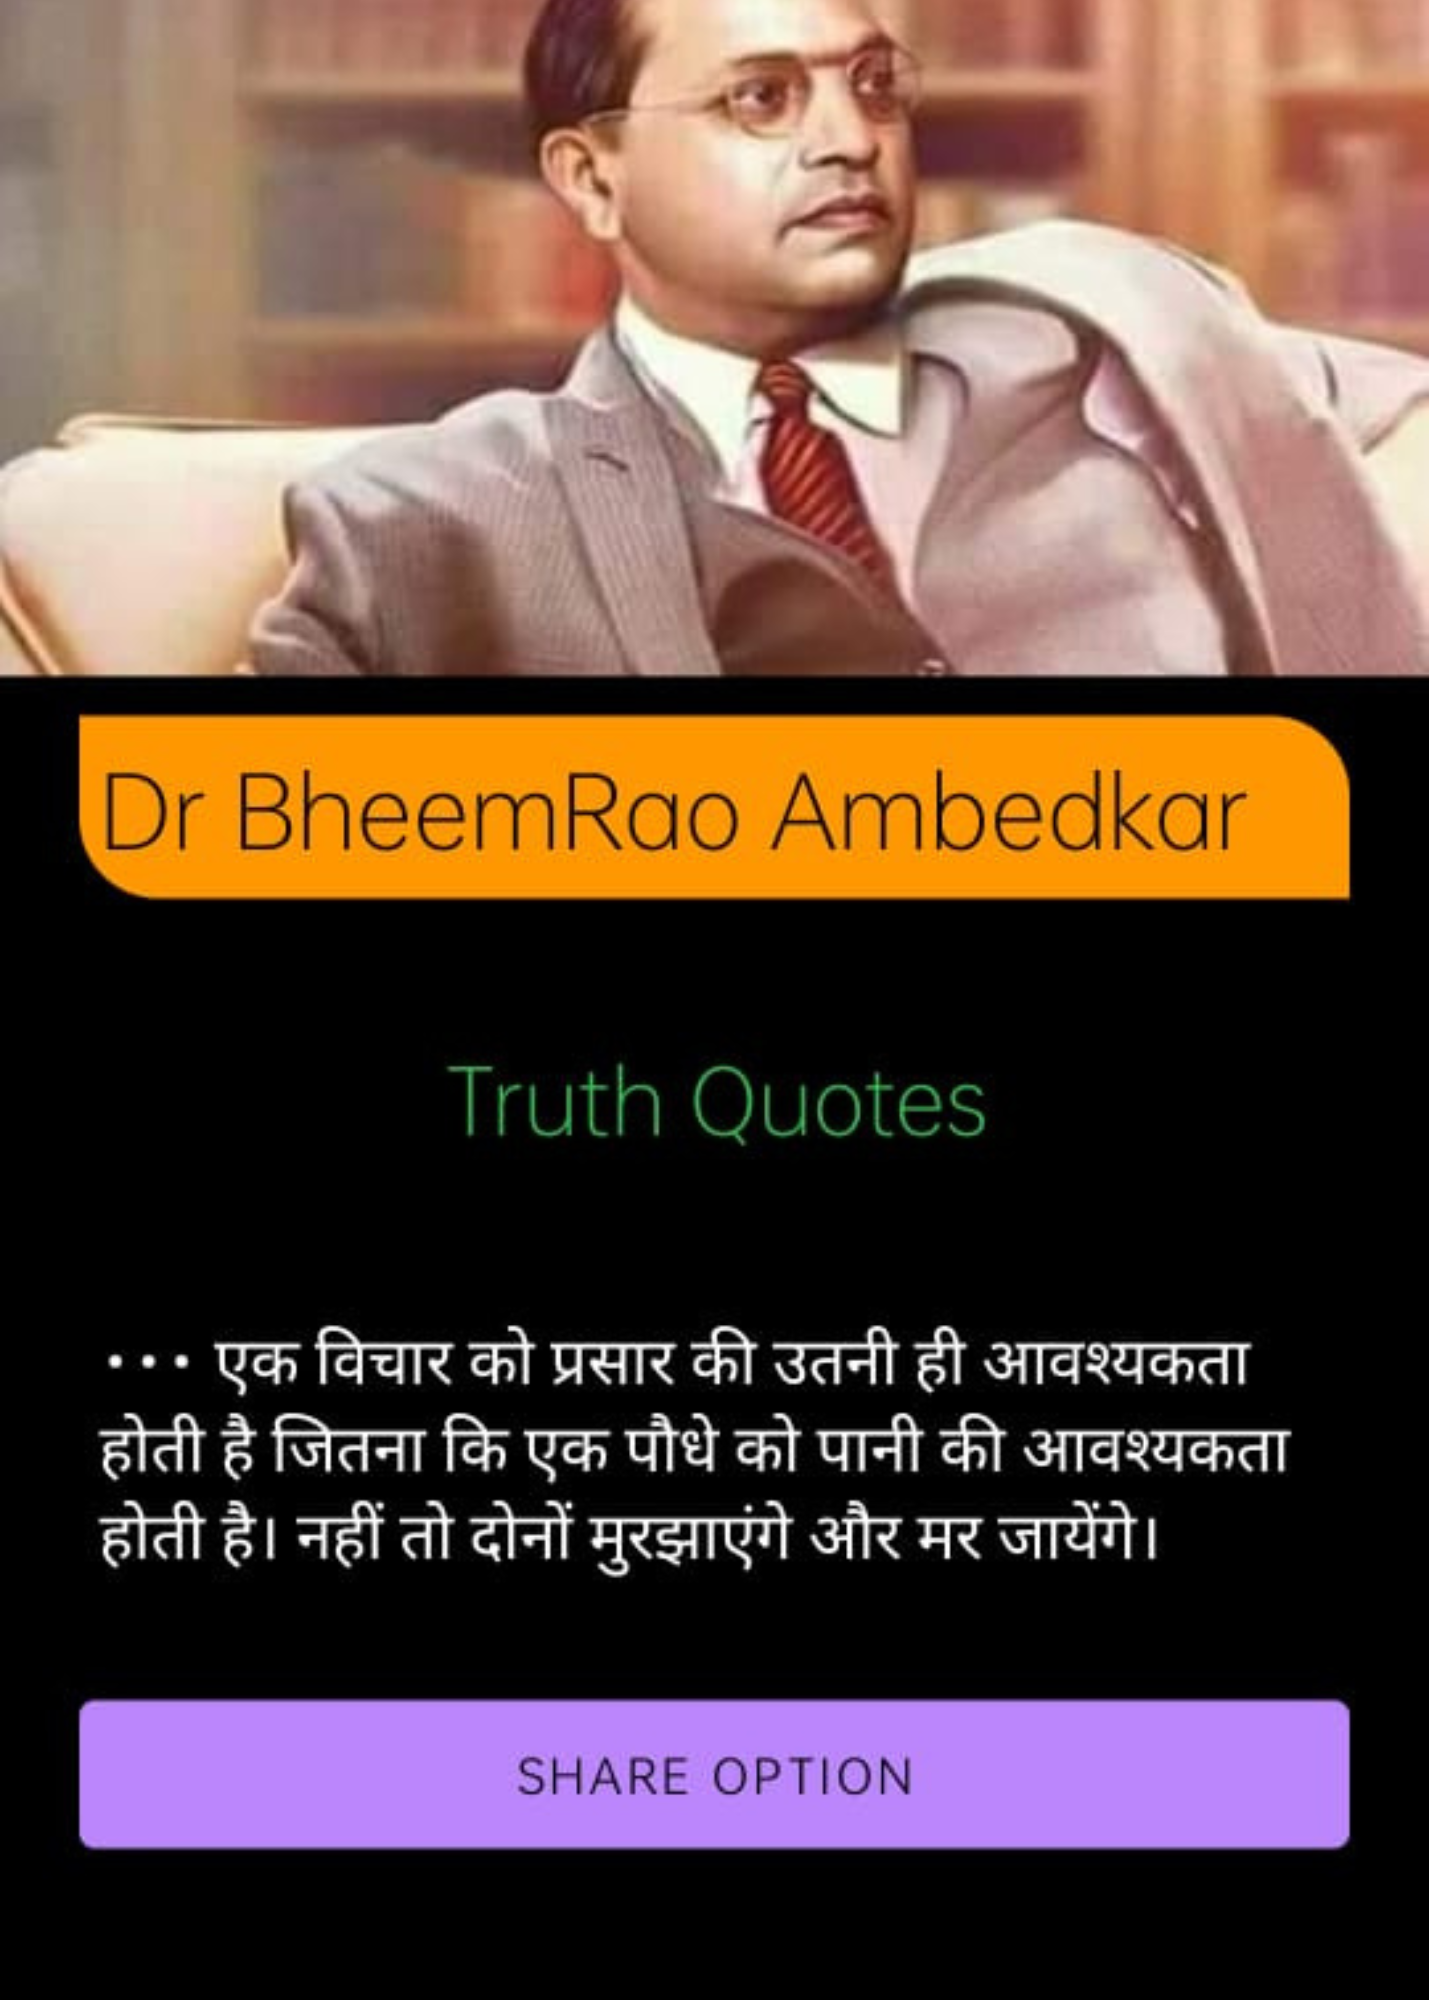 Dr BheemRao Ambedkar
Truth Quotes
••• एक विचार को प्रसार की उतनी ही आवश्यकता
होती है जितना कि एक पौधे को पानी की आवश्यकता
होती है। नहीं तो दोनों मुरझाएंगे और मर जायेंगे।
SHARE OPTION